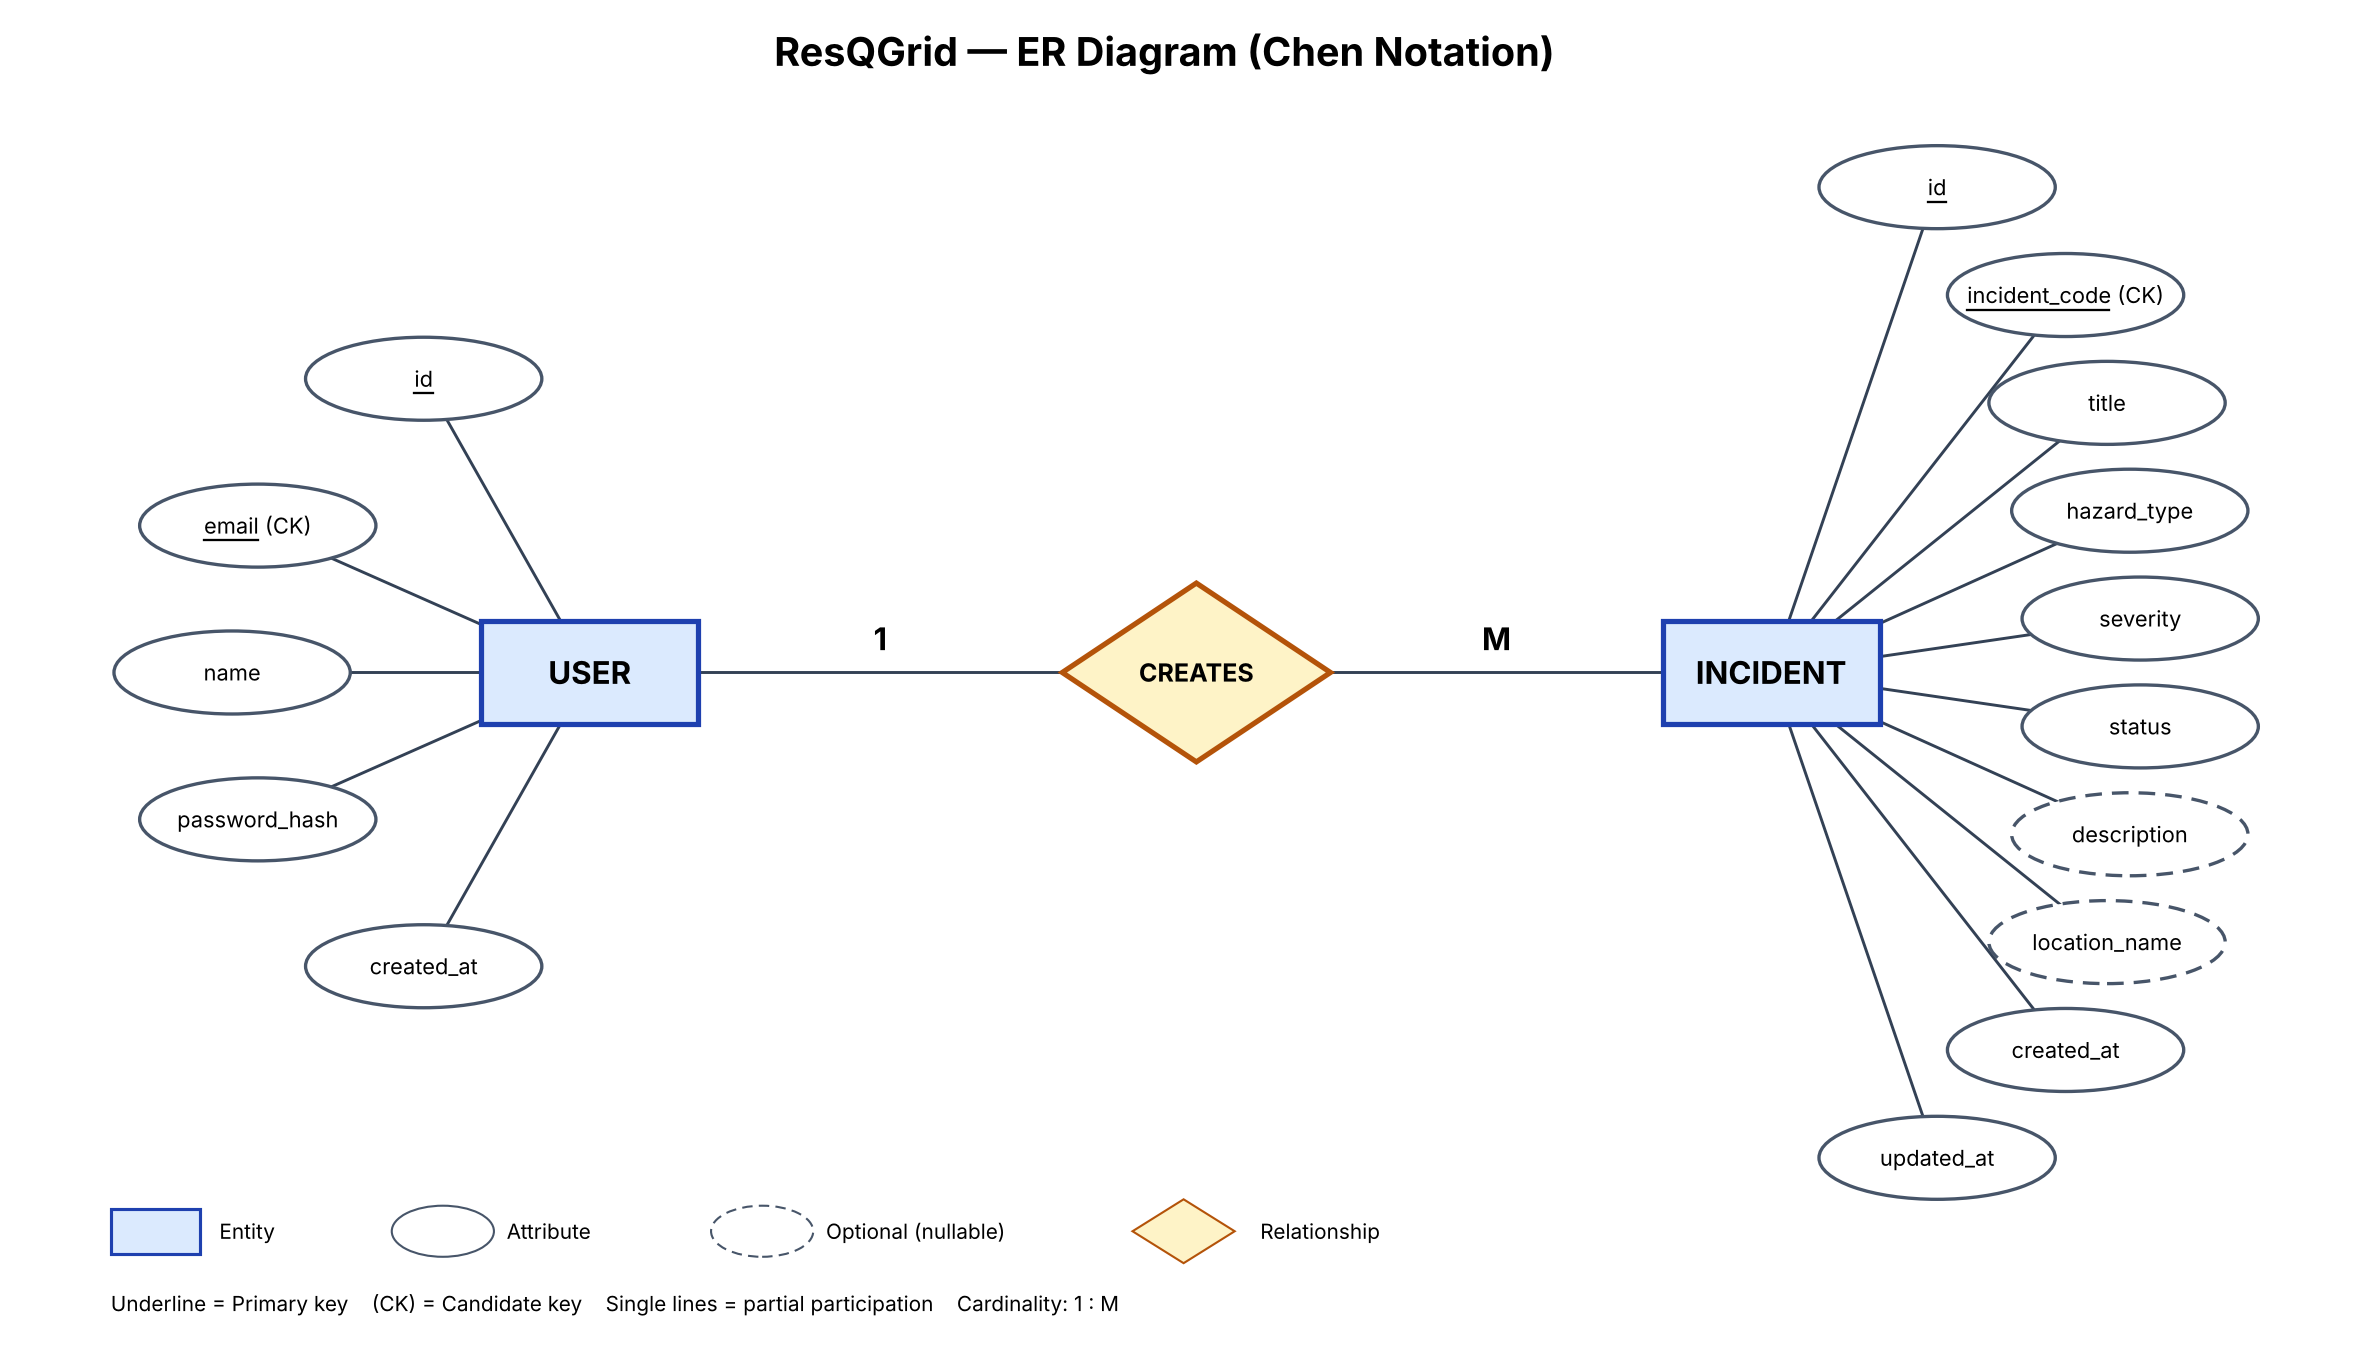 ResQGrid — ER Diagram (Chen Notation)
id
email (CK)
name
password_hash
created_at
USER
1
CREATES
M
INCIDENT
id
incident_code (CK)
title
hazard_type
severity
status
description
location_name
created_at
updated_at
Entity
Attribute
Optional (nullable)
Relationship
Underline = Primary key (CK) = Candidate key Single lines = partial participation Cardinality: 1 : M